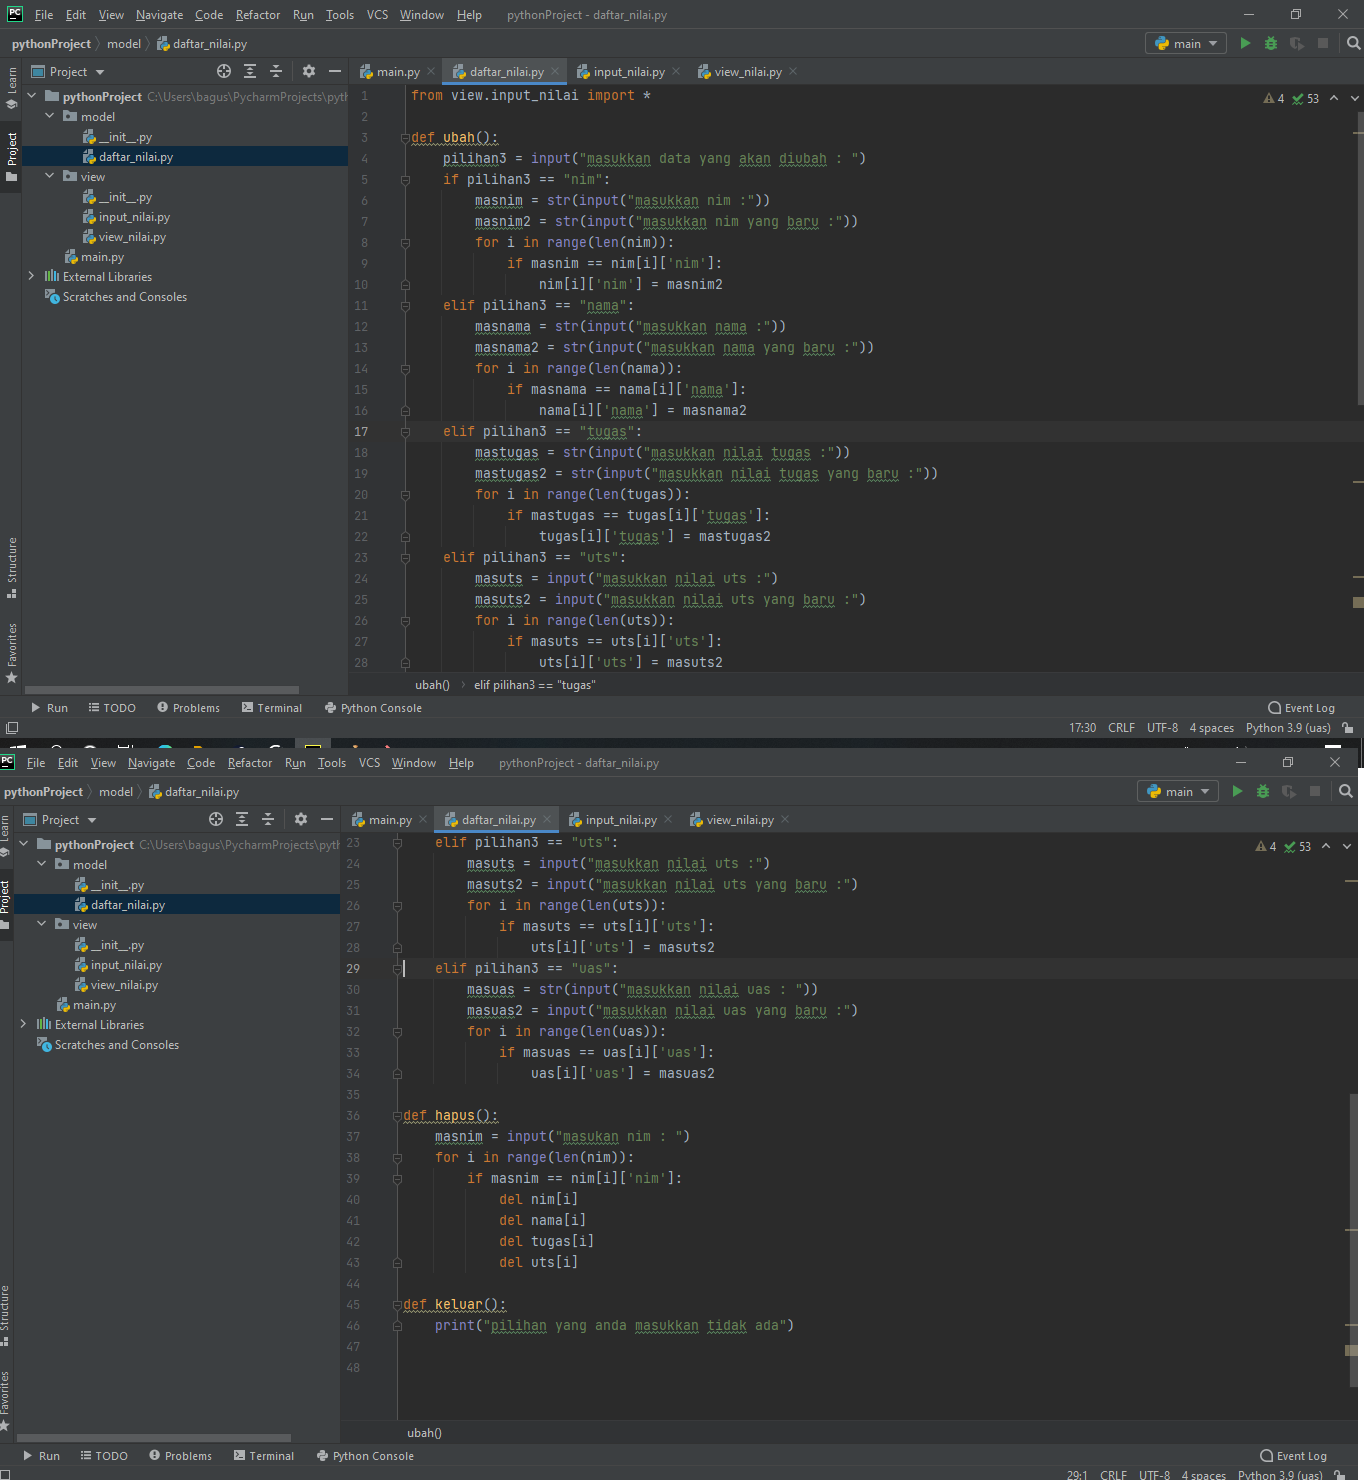 PC File Edit View Navigate Code Refactor Run Tools VCS Window Help pythonProject - daftar_nilai.py
pythonProject model daftar_nilai.py main
Project main.py daftar_nilai.py input_nilai.py view_nilai.py
Learn
Project
Structure
Favorites
pythonProject C:\Users\bagus\PycharmProjects\pyth
model
__init__.py
daftar_nilai.py
view
__init__.py
input_nilai.py
view_nilai.py
main.py
External Libraries
Scratches and Consoles
4 53
1 from view.input_nilai import *
2
3 def ubah():
4 pilihan3 = input("masukkan data yang akan diubah : ")
5 if pilihan3 == "nim":
6 masnim = str(input("masukkan nim :"))
7 masnim2 = str(input("masukkan nim yang baru :"))
8 for i in range(len(nim)):
9 if masnim == nim[i]['nim']:
10 nim[i]['nim'] = masnim2
11 elif pilihan3 == "nama":
12 masnama = str(input("masukkan nama :"))
13 masnama2 = str(input("masukkan nama yang baru :"))
14 for i in range(len(nama)):
15 if masnama == nama[i]['nama']:
16 nama[i]['nama'] = masnama2
17 elif pilihan3 == "tugas":
18 mastugas = str(input("masukkan nilai tugas :"))
19 mastugas2 = str(input("masukkan nilai tugas yang baru :"))
20 for i in range(len(tugas)):
21 if mastugas == tugas[i]['tugas']:
22 tugas[i]['tugas'] = mastugas2
23 elif pilihan3 == "uts":
24 masuts = input("masukkan nilai uts :")
25 masuts2 = input("masukkan nilai uts yang baru :")
26 for i in range(len(uts)):
27 if masuts == uts[i]['uts']:
28 uts[i]['uts'] = masuts2
ubah() elif pilihan3 == "tugas"
Run TODO Problems Terminal Python Console Event Log
17:30 CRLF UTF-8 4 spaces Python 3.9 (uas)
PC File Edit View Navigate Code Refactor Run Tools VCS Window Help pythonProject - daftar_nilai.py
pythonProject model daftar_nilai.py main
Project main.py daftar_nilai.py input_nilai.py view_nilai.py
Learn
Project
Structure
Favorites
pythonProject C:\Users\bagus\PycharmProjects\pyth
model
__init__.py
daftar_nilai.py
view
__init__.py
input_nilai.py
view_nilai.py
main.py
External Libraries
Scratches and Consoles
4 53
23 elif pilihan3 == "uts":
24 masuts = input("masukkan nilai uts :")
25 masuts2 = input("masukkan nilai uts yang baru :")
26 for i in range(len(uts)):
27 if masuts == uts[i]['uts']:
28 uts[i]['uts'] = masuts2
29 elif pilihan3 == "uas":
30 masuas = str(input("masukkan nilai uas : "))
31 masuas2 = input("masukkan nilai uas yang baru :")
32 for i in range(len(uas)):
33 if masuas == uas[i]['uas']:
34 uas[i]['uas'] = masuas2
35
36 def hapus():
37 masnim = input("masukan nim : ")
38 for i in range(len(nim)):
39 if masnim == nim[i]['nim']:
40 del nim[i]
41 del nama[i]
42 del tugas[i]
43 del uts[i]
44
45 def keluar():
46 print("pilihan yang anda masukkan tidak ada")
47
48
ubah()
Run TODO Problems Terminal Python Console Event Log
29:1 CRLF UTF-8 4 spaces Python 3.9 (uas)